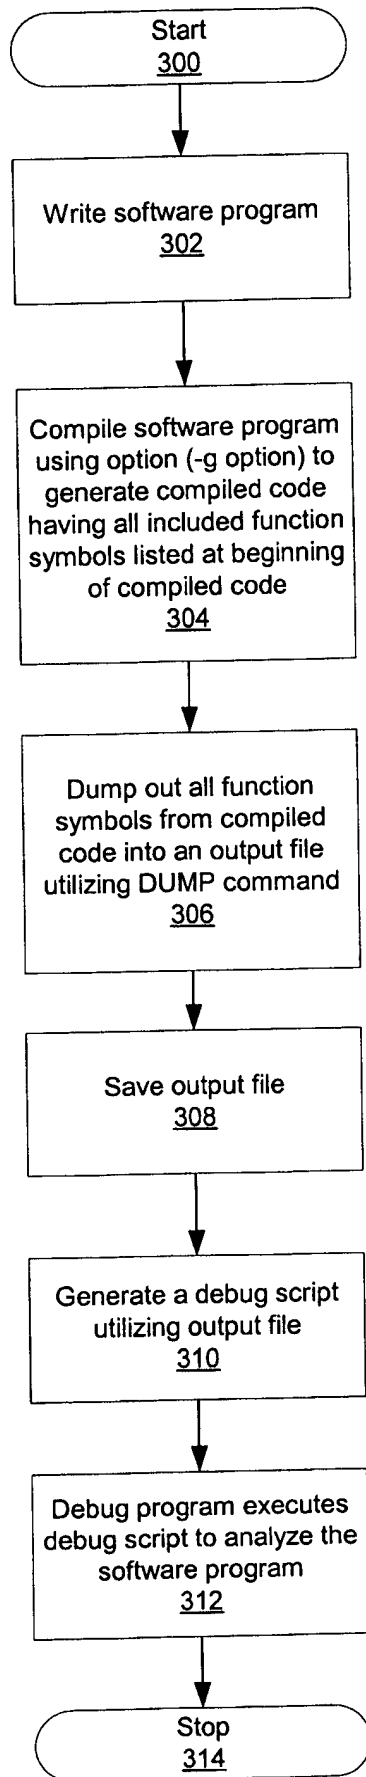 Start
300
Write software program
302
Compile software program
using option (-g option) to
generate compiled code
having all included function
symbols listed at beginning
of compiled code
304
Dump out all function
symbols from compiled
code into an output file
utilizing DUMP command
306
Save output file
308
Generate a debug script
utilizing output file
310
Debug program executes
debug script to analyze the
software program
312
Stop
314